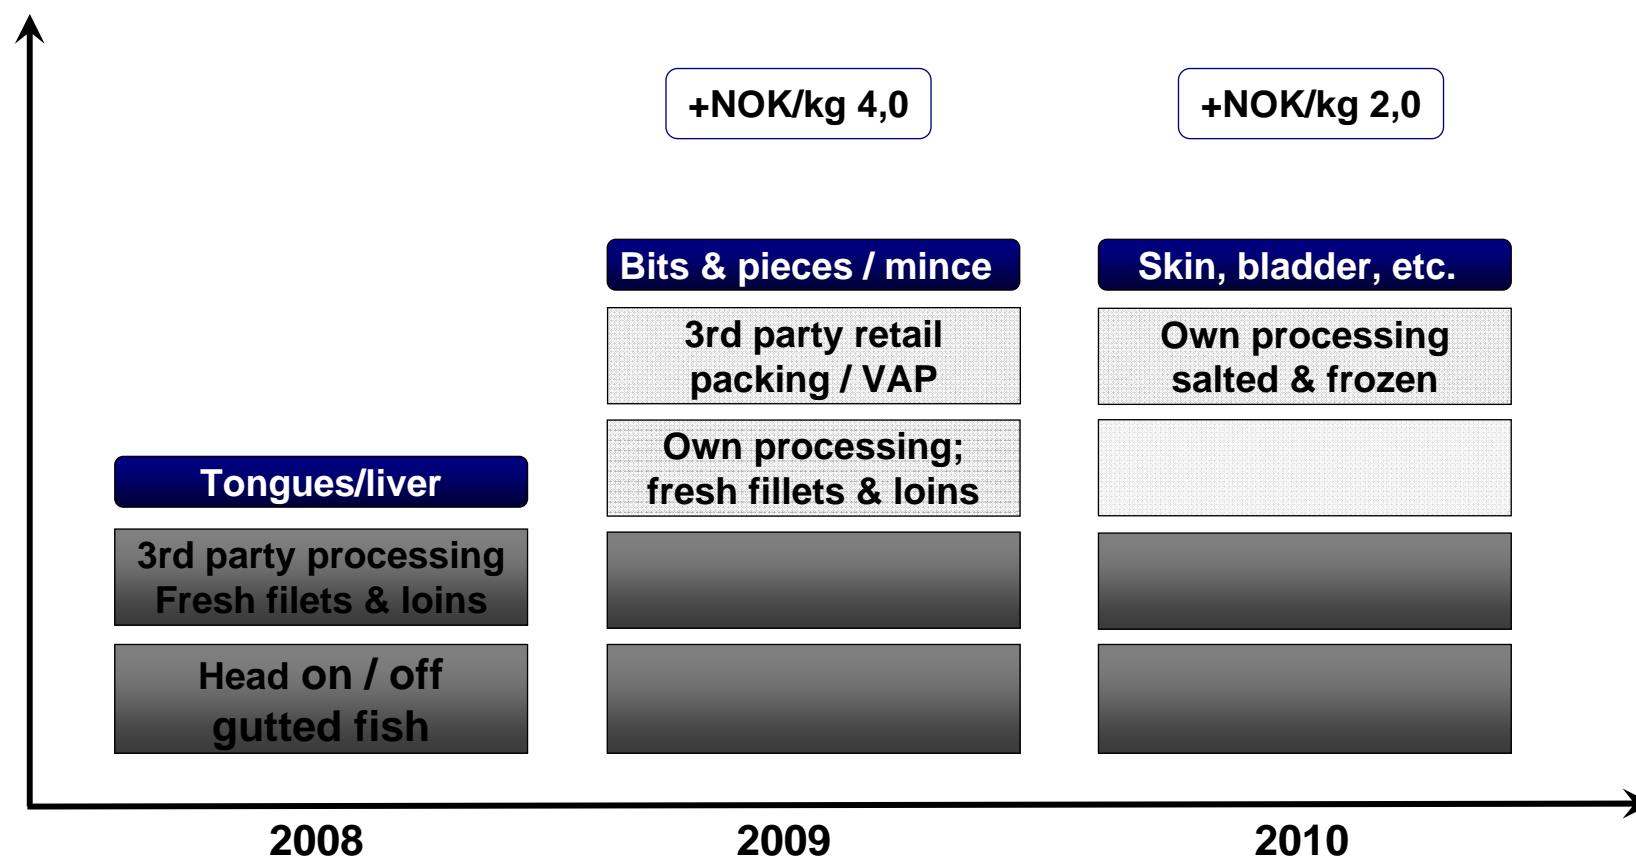 +NOK/kg 4,0
+NOK/kg 2,0
Bits & pieces / mince
Skin, bladder, etc.
3rd party retail
packing / VAP
Own processing
salted & frozen
Own processing;
fresh fillets & loins
Tongues/liver
3rd party processing
Fresh filets & loins
Head on / off
gutted fish
2008
2009
2010